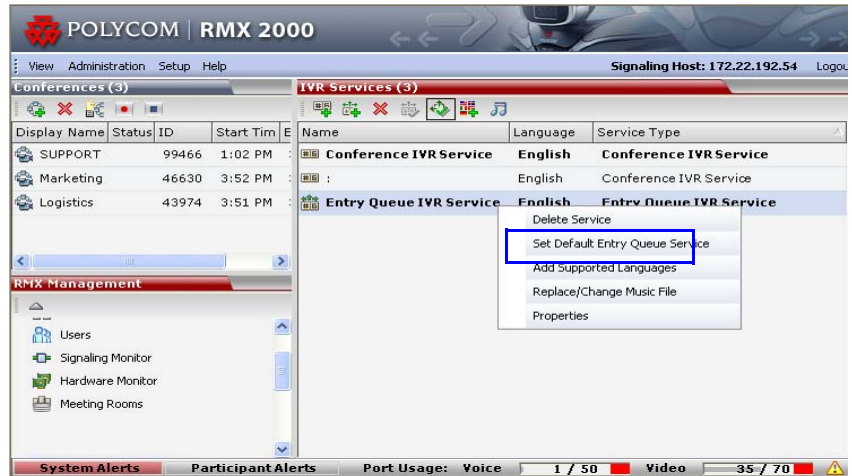 POLYCOM | RMX 2000
View Administration Setup Help Signaling Host: 172.22.192.54 Logou
Conferences (3)
Display Name Status ID Start Tim E
SUPPORT 99466 1:02 PM
Marketing 46630 3:52 PM
Logistics 43974 3:51 PM
IVR Services (3)
Name Language Service Type
Conference IVR Service English Conference IVR Service
: English Conference IVR Service
Entry Queue IVR Service English Entry Queue IVR Service
Delete Service
Set Default Entry Queue Service
Add Supported Languages
Replace/Change Music File
Properties
RMX Management
Users
Signaling Monitor
Hardware Monitor
Meeting Rooms
System Alerts Participant Alerts Port Usage: Voice 1 / 50 Video 35 / 70